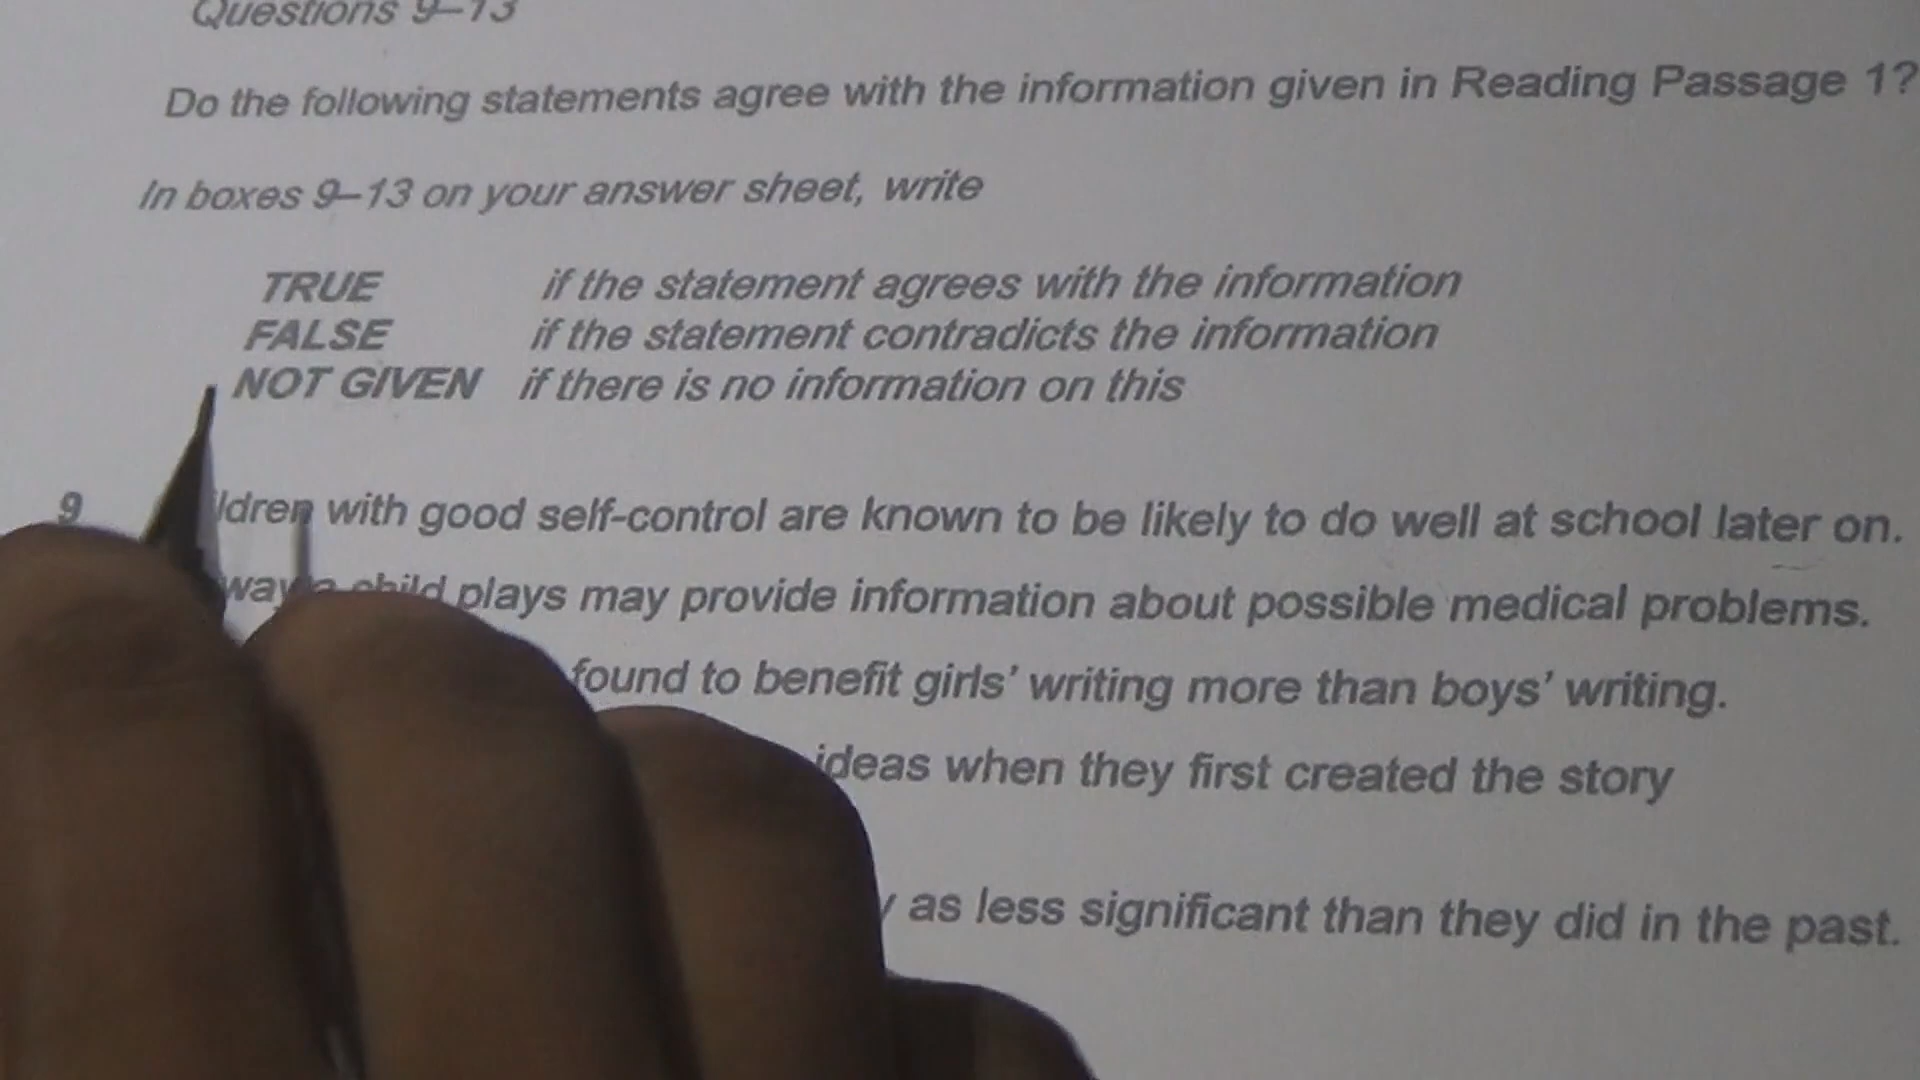 Questions 9–13
Do the following statements agree with the information given in Reading Passage 1?
In boxes 9–13 on your answer sheet, write
TRUE if the statement agrees with the information
FALSE if the statement contradicts the information
NOT GIVEN if there is no information on this
9 with good self-control are known to be likely to do well at school later on.
way a child plays may provide information about possible medical problems.
found to benefit girls’ writing more than boys’ writing.
ideas when they first created the story
as less significant than they did in the past.